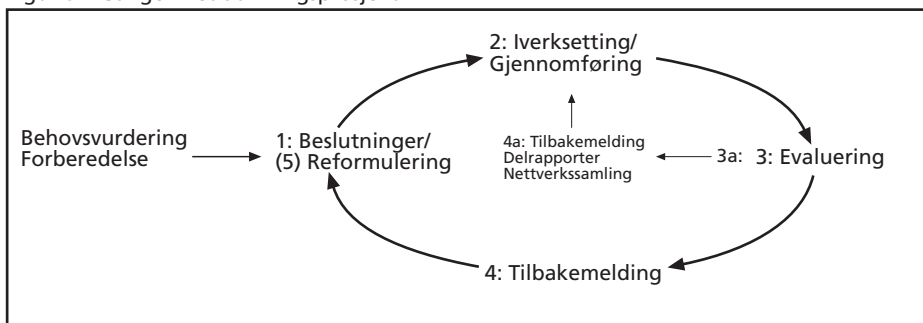 2: Iverksetting/
Gjennomføring
Behovsvurdering
Forberedelse
1: Beslutninger/
(5) Reformulering
4a: Tilbakemelding
Delrapporter
Nettverkssamling
3a:
3: Evaluering
4: Tilbakemelding